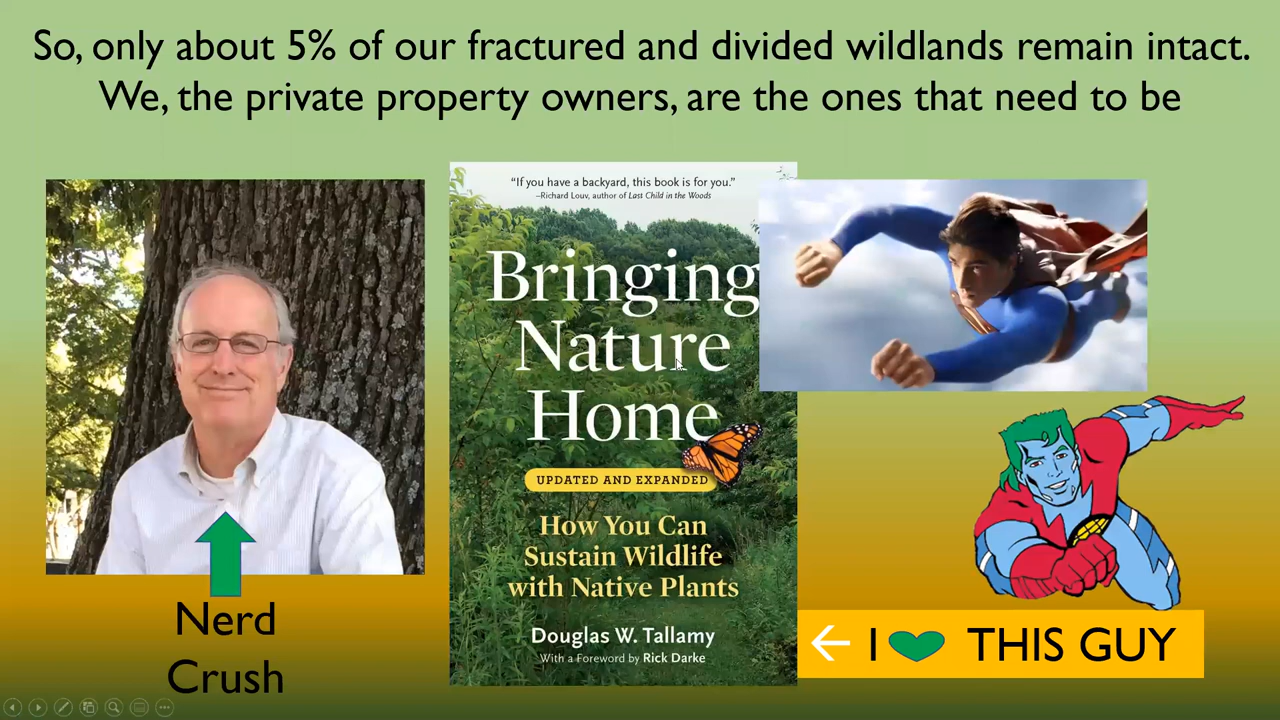 So, only about 5% of our fractured and divided wildlands remain intact.
We, the private property owners, are the ones that need to be
"If you have a backyard, this book is for you."
–Richard Louv, author of Last Child in the Woods
Bringing
Nature
Home
UPDATED AND EXPANDED
How You Can
Sustain Wildlife
with Native Plants
Douglas W. Tallamy
With a Foreword by Rick Darke
Nerd
Crush
I THIS GUY